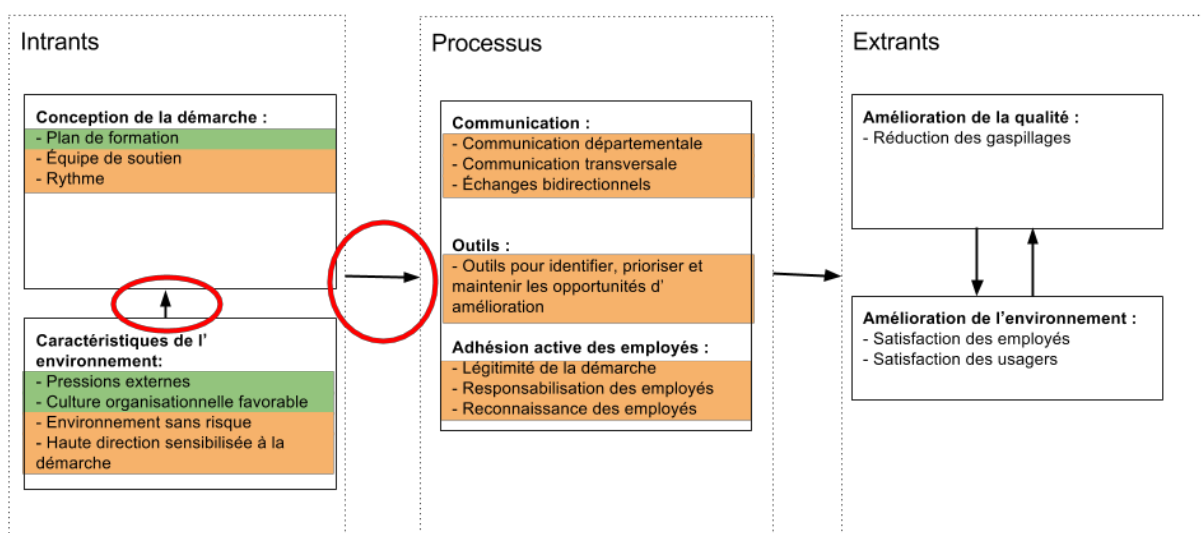 Intrants
Conception de la démarche :
- Plan de formation
- Équipe de soutien
- Rythme
Caractéristiques de l’
environnement:
- Pressions externes
- Culture organisationnelle favorable
- Environnement sans risque
- Haute direction sensibilisée à la
démarche
Processus
Communication :
- Communication départementale
- Communication transversale
- Échanges bidirectionnels
Outils :
- Outils pour identifier, prioriser et
maintenir les opportunités d’
amélioration
Adhésion active des employés :
- Légitimité de la démarche
- Responsabilisation des employés
- Reconnaissance des employés
Extrants
Amélioration de la qualité :
- Réduction des gaspillages
Amélioration de l’environnement :
- Satisfaction des employés
- Satisfaction des usagers